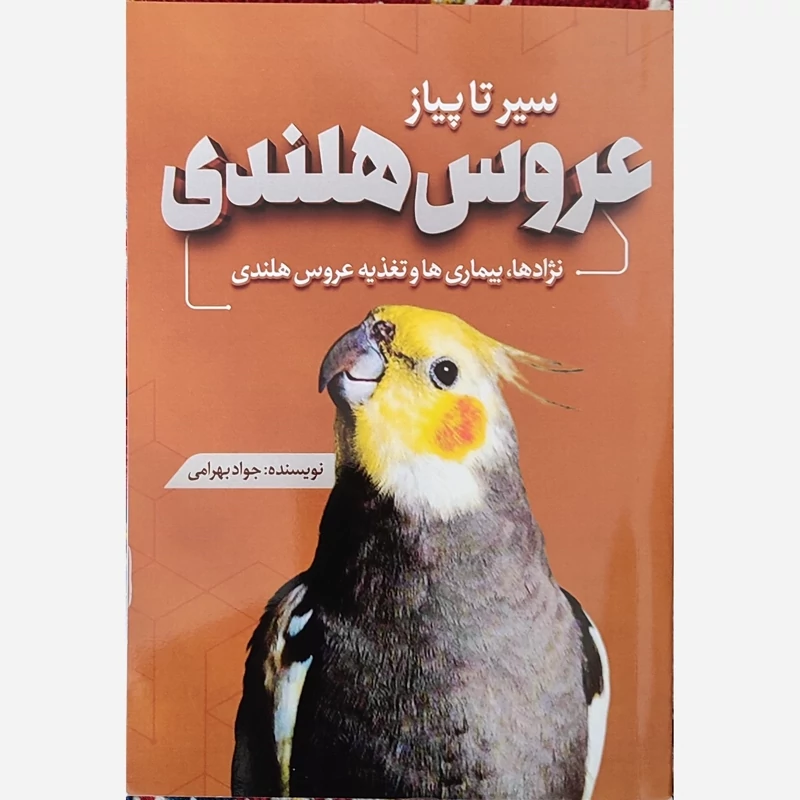 سیر تا پیاز
عروس هلندی
نژادها، بیماری ها و تغذیه عروس هلندی
نویسنده: جواد بهرامی